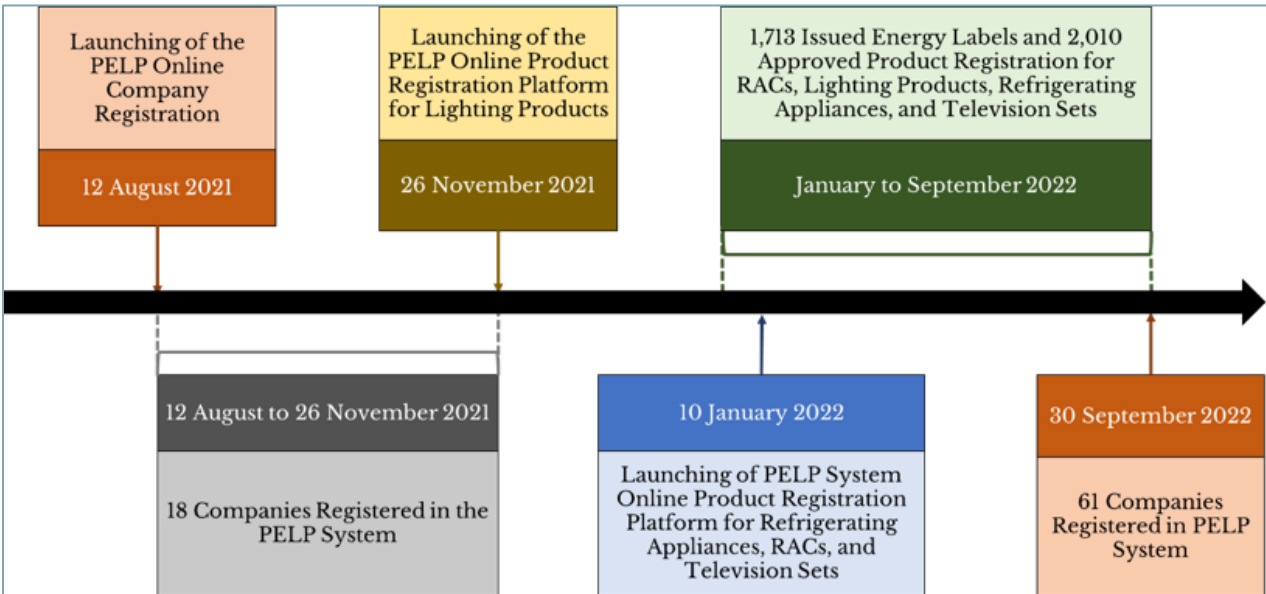 Launching of the
PELP Online
Company
Registration
12 August 2021
Launching of the
PELP Online Product
Registration Platform
for Lighting Products
26 November 2021
1,713 Issued Energy Labels and 2,010
Approved Product Registration for
RACs, Lighting Products, Refrigerating
Appliances, and Television Sets
January to September 2022
12 August to 26 November 2021
18 Companies Registered in the
PELP System
10 January 2022
Launching of PELP System
Online Product Registration
Platform for Refrigerating
Appliances, RACs, and
Television Sets
30 September 2022
61 Companies
Registered in PELP
System